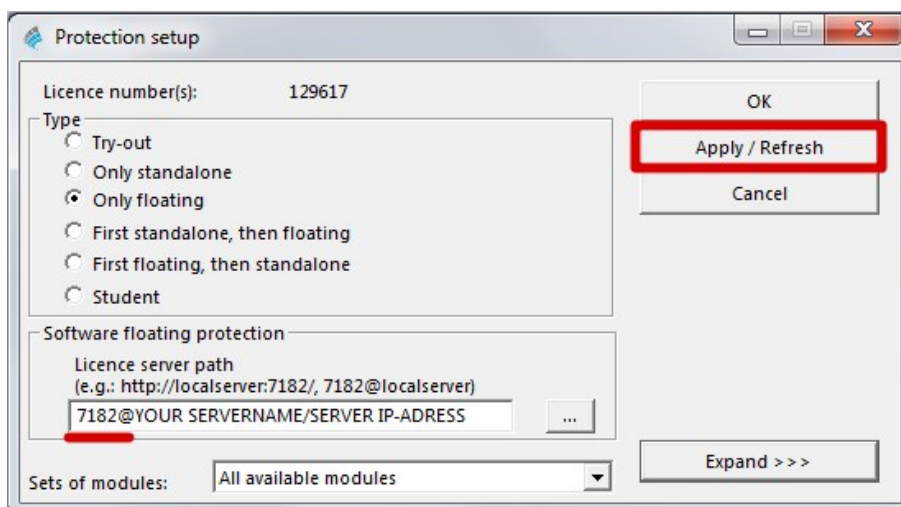 Protection setup
Licence number(s): 129617
Type
Try-out
Only standalone
Only floating
First standalone, then floating
First floating, then standalone
Student
Software floating protection
Licence server path
(e.g.: http://localserver:7182/, 7182@localserver)
7182@YOUR SERVERNAME/SERVER IP-ADRESS
...
Sets of modules: All available modules
OK
Apply / Refresh
Cancel
Expand >>>